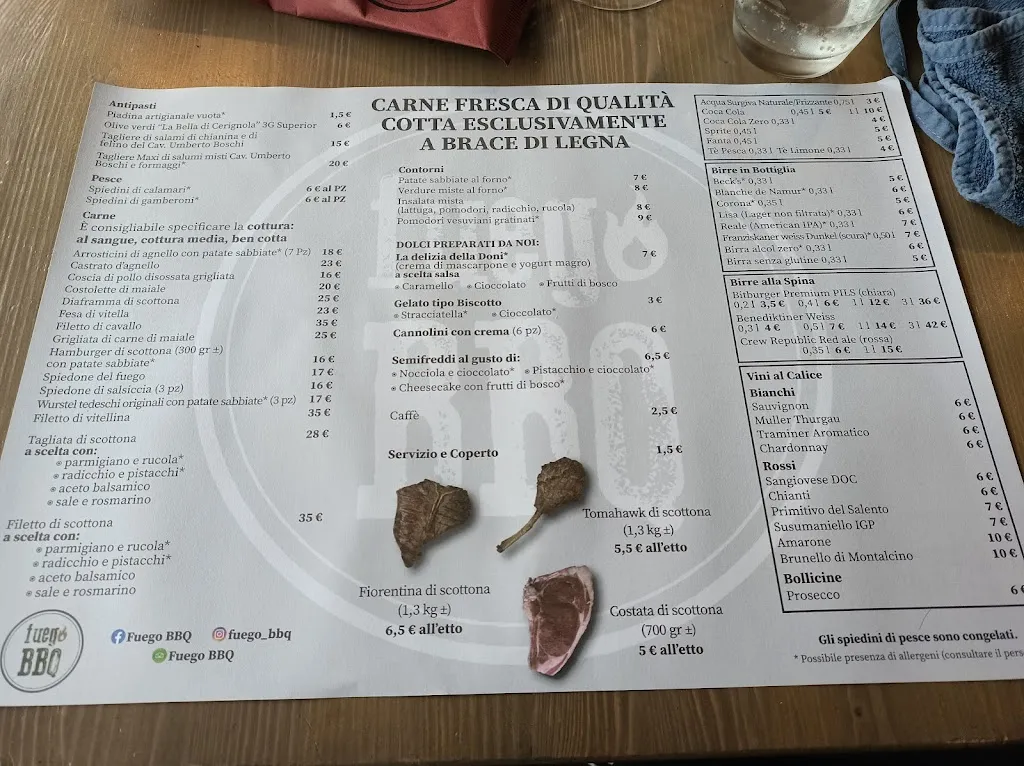 Antipasti
Piadina artigianale vuota* 1,5 €
Olive verdi "La Bella di Cerignola" 3G Superior 6 €
Tagliere di salami di chianina e di
felino del Cav. Umberto Boschi 15 €
Tagliere Maxi di salumi misti Cav. Umberto
Boschi e formaggi* 20 €
Pesce
Spiedini di calamari* 6 € al PZ
Spiedini di gamberoni* 6 € al PZ
Carne
È consigliabile specificare la cottura:
al sangue, cottura media, ben cotta
Arrosticini di agnello con patate sabbiate* (7 Pz) 18 €
Castrato d'agnello 23 €
Coscia di pollo disossata grigliata 16 €
Costolette di maiale 20 €
Diaframma di scottona 25 €
Fesa di vitella 23 €
Filetto di cavallo 35 €
Grigliata di carne di maiale 25 €
Hamburger di scottona (300 gr ±)
con patate sabbiate* 16 €
Spiedone del fuego 17 €
Spiedone di salsiccia (3 pz) 16 €
Wurstel tedeschi originali con patate sabbiate* (3 pz) 17 €
Filetto di vitellina 35 €
Tagliata di scottona 28 €
a scelta con:
parmigiano e rucola*
radicchio e pistacchi*
aceto balsamico
sale e rosmarino
Filetto di scottona 35 €
a scelta con:
parmigiano e rucola*
radicchio e pistacchi*
aceto balsamico
sale e rosmarino
fuego
BBQ
Fuego BBQ fuego_bbq
Fuego BBQ
CARNE FRESCA DI QUALITÀ
COTTA ESCLUSIVAMENTE
A BRACE DI LEGNA
Contorni
Patate sabbiate al forno* 7 €
Verdure miste al forno* 8 €
Insalata mista
(lattuga, pomodori, radicchio, rucola) 8 €
Pomodori vesuviani gratinati* 9 €
DOLCI PREPARATI DA NOI:
La delizia della Doni* 7 €
(crema di mascarpone e yogurt magro)
a scelta salsa
Caramello Cioccolato Frutti di bosco
Gelato tipo Biscotto 3 €
Stracciatella* Cioccolato*
Cannolini con crema (6 pz) 6 €
Semifreddi al gusto di: 6,5 €
Nocciola e cioccolato* Pistacchio e cioccolato*
Cheesecake con frutti di bosco*
Caffè 2,5 €
Servizio e Coperto 1,5 €
Tomahawk di scottona
(1,3 kg ±)
5,5 € all'etto
Fiorentina di scottona
(1,3 kg ±)
6,5 € all'etto
Costata di scottona
(700 gr ±)
5 € all'etto
Acqua Surgiva Naturale/Frizzante 0,75 l 3 €
Coca Cola 0,45 l 5 € 1 l 10 €
Coca Cola Zero 0,33 l 4 €
Sprite 0,45 l 5 €
Fanta 0,45 l 5 €
Tè Pesca 0,33 l Tè Limone 0,33 l 4 €
Birre in Bottiglia
Beck's* 0,33 l 5 €
Blanche de Namur* 0,33 l 6 €
Corona* 0,35 l 5 €
Lisa (Lager non filtrata)* 0,33 l 6 €
Reale (American IPA)* 0,33 l 7 €
Franziskaner weiss Dunkel (scura)* 0,50 l 7 €
Birra alcol zero* 0,33 l 6 €
Birra senza glutine 0,33 l 5 €
Birre alla Spina
Bitburger Premium PILS (chiara)
0,2 l 3,5 € 0,4 l 6 € 1 l 12 € 3 l 36 €
Benediktiner Weiss
0,3 l 4 € 0,5 l 7 € 1 l 14 € 3 l 42 €
Crew Republic Red ale (rossa)
0,35 l 6 € 1 l 15 €
Vini al Calice
Bianchi
Sauvignon 6 €
Muller Thurgau 6 €
Traminer Aromatico 6 €
Chardonnay 6 €
Rossi
Sangiovese DOC 6 €
Chianti 6 €
Primitivo del Salento 7 €
Susumaniello IGP 7 €
Amarone 10 €
Brunello di Montalcino 10 €
Bollicine
Prosecco 6 €
Gli spiedini di pesce sono congelati.
* Possibile presenza di allergeni (consultare il pers